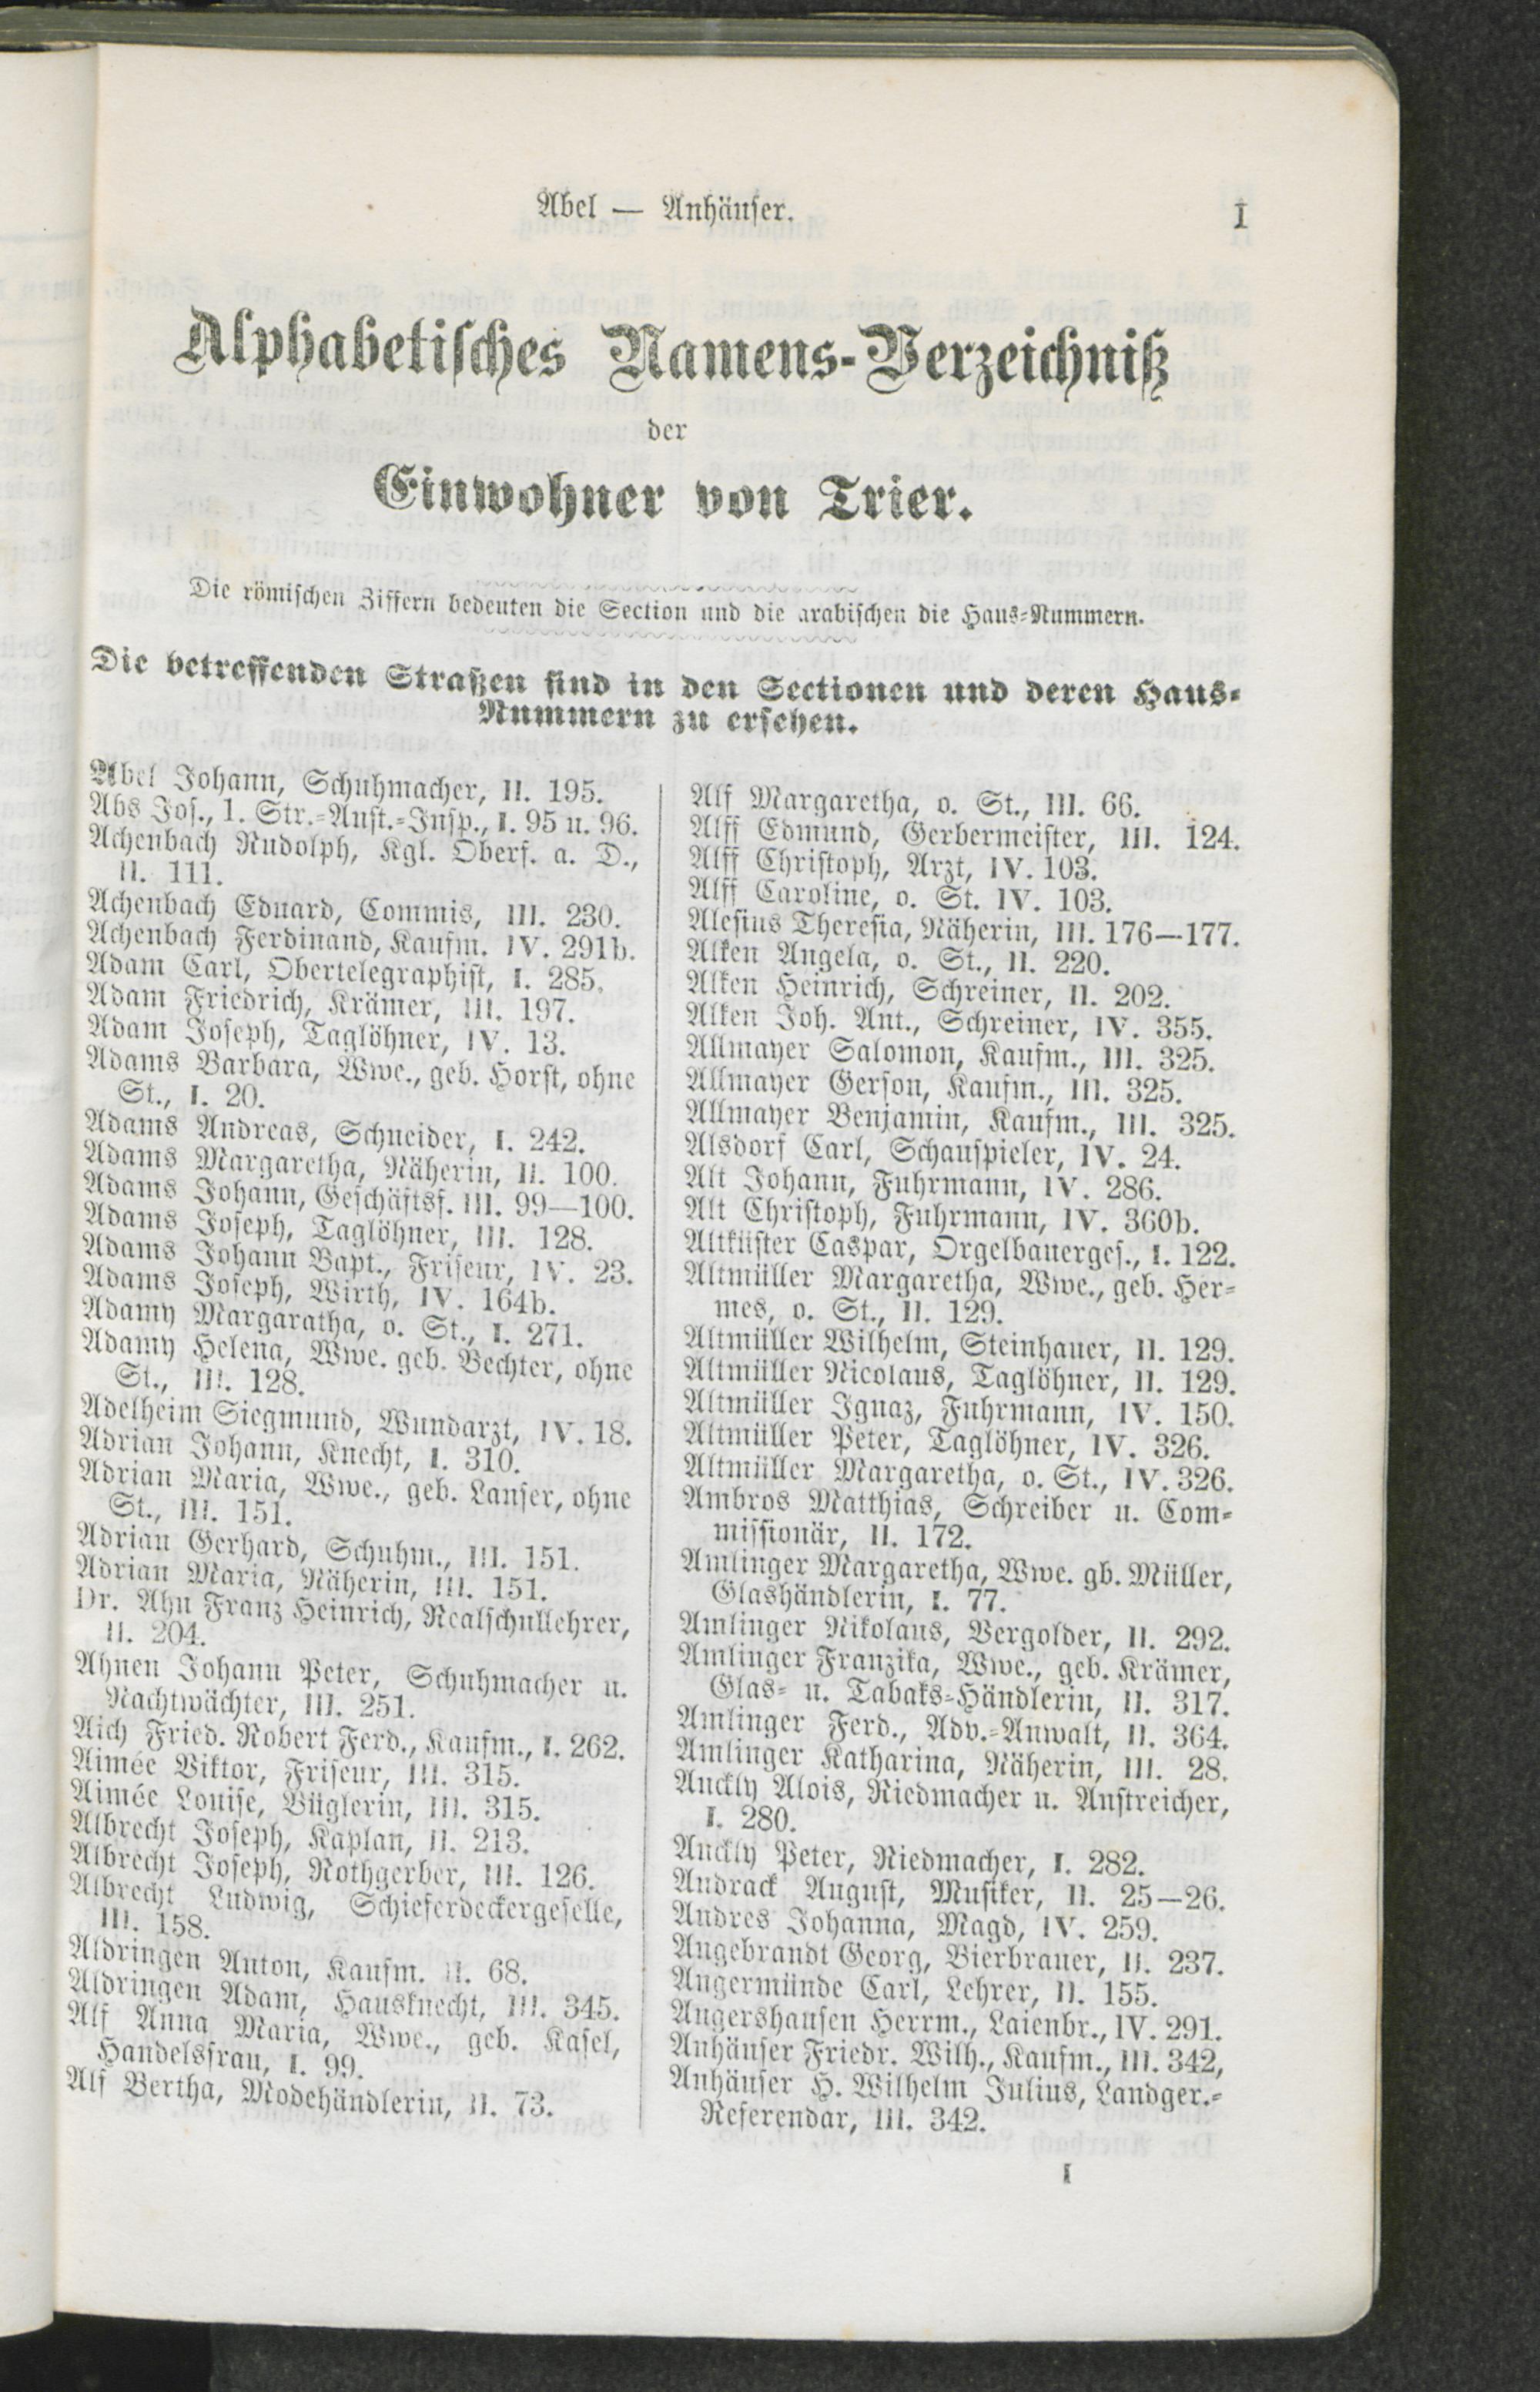 Abel — Anhäuser.
I
Alphabetisches Namens-Verzeichniß
der
Einwohner von Trier.
Die römischen Ziffern bedeuten die Section und die arabischen die Haus-Nummern.
Die betreffenden Straßen sind in den Sectionen und deren Haus-
Nummern zu ersehen.
Abel Johann, Schuhmacher, II. 195.
Abs Jos., 1. Str.-Anst.-Insp., I. 95 u. 96.
Achenbach Rudolph, Kgl. Oberf. a. D.,
II. 111.
Achenbach Eduard, Commis, III. 230.
Achenbach Ferdinand, Kaufm. IV. 291b.
Adam Carl, Obertelegraphist, I. 285.
Adam Friedrich, Krämer, III. 197.
Adam Joseph, Taglöhner, IV. 13.
Adams Barbara, Wwe., geb. Horst, ohne
St., I. 20.
Adams Andreas, Schneider, I. 242.
Adams Margaretha, Näherin, II. 100.
Adams Johann, Geschäftsf. III. 99—100.
Adams Joseph, Taglöhner, III. 128.
Adams Johann Bapt., Friseur, IV. 23.
Adams Joseph, Wirth, IV. 164b.
Adamy Margaratha, o. St., I. 271.
Adamy Helena, Wwe. geb. Bechter, ohne
St., III. 128.
Adelheim Siegmund, Wundarzt, IV. 18.
Adrian Johann, Knecht, I. 310.
Adrian Maria, Wwe., geb. Lanser, ohne
St., III. 151.
Adrian Gerhard, Schuhm., III. 151.
Adrian Maria, Näherin, III. 151.
Dr. Ahn Franz Heinrich, Realschullehrer,
II. 204.
Ahnen Johann Peter, Schuhmacher u.
Nachtwächter, III. 251.
Aich Fried. Robert Ferd., Kaufm., I. 262.
Aimée Viktor, Friseur, III. 315.
Aimée Louise, Büglerin, III. 315.
Albrecht Joseph, Kaplan, II. 213.
Albrecht Joseph, Rothgerber, III. 126.
Albrecht Ludwig, Schieferdeckergeselle,
III. 158.
Aldringen Anton, Kaufm. II. 68.
Aldringen Adam, Hausknecht, III. 345.
Alf Anna Maria, Wwe., geb. Kasel,
Handelsfrau, I. 99.
Alf Bertha, Modehändlerin, II. 73.
Alf Margaretha, o. St., III. 66.
Alff Edmund, Gerbermeister, III. 124.
Alff Christoph, Arzt, IV. 103.
Alff Caroline, o. St. IV. 103.
Alesius Theresia, Näherin, III. 176—177.
Alken Angela, o. St., II. 220.
Alken Heinrich, Schreiner, II. 202.
Alken Joh. Ant., Schreiner, IV. 355.
Allmayer Salomon, Kaufm., III. 325.
Allmayer Gerson, Kaufm., III. 325.
Allmayer Benjamin, Kaufm., III. 325.
Alsdorf Carl, Schauspieler, IV. 24.
Alt Johann, Fuhrmann, IV. 286.
Alt Christoph, Fuhrmann, IV. 360b.
Altküster Caspar, Orgelbauerges., I. 122.
Altmüller Margaretha, Wwe., geb. Her-
mes, o. St., II. 129.
Altmüller Wilhelm, Steinhauer, II. 129.
Altmüller Nicolaus, Taglöhner, II. 129.
Altmüller Ignaz, Fuhrmann, IV. 150.
Altmüller Peter, Taglöhner, IV. 326.
Altmüller Margaretha, o. St., IV. 326.
Ambros Matthias, Schreiber u. Com-
missionär, II. 172.
Amlinger Margaretha, Wwe. gb. Müller,
Glashändlerin, I. 77.
Amlinger Nikolaus, Vergolder, II. 292.
Amlinger Franzika, Wwe., geb. Krämer,
Glas- u. Tabaks-Händlerin, II. 317.
Amlinger Ferd., Adv.-Anwalt, II. 364.
Amlinger Katharina, Näherin, III. 28.
Anckly Alois, Riedmacher u. Anstreicher,
I. 280.
Anckly Peter, Riedmacher, I. 282.
Andrack August, Musiker, II. 25—26.
Andres Johanna, Magd, IV. 259.
Angebrandt Georg, Bierbrauer, II. 237.
Angermünde Carl, Lehrer, II. 155.
Angershausen Herrm., Laienbr., IV. 291.
Anhäuser Friedr. Wilh., Kaufm., III. 342,
Anhäuser H. Wilhelm Julius, Landger.-
Referendar, III. 342.
I